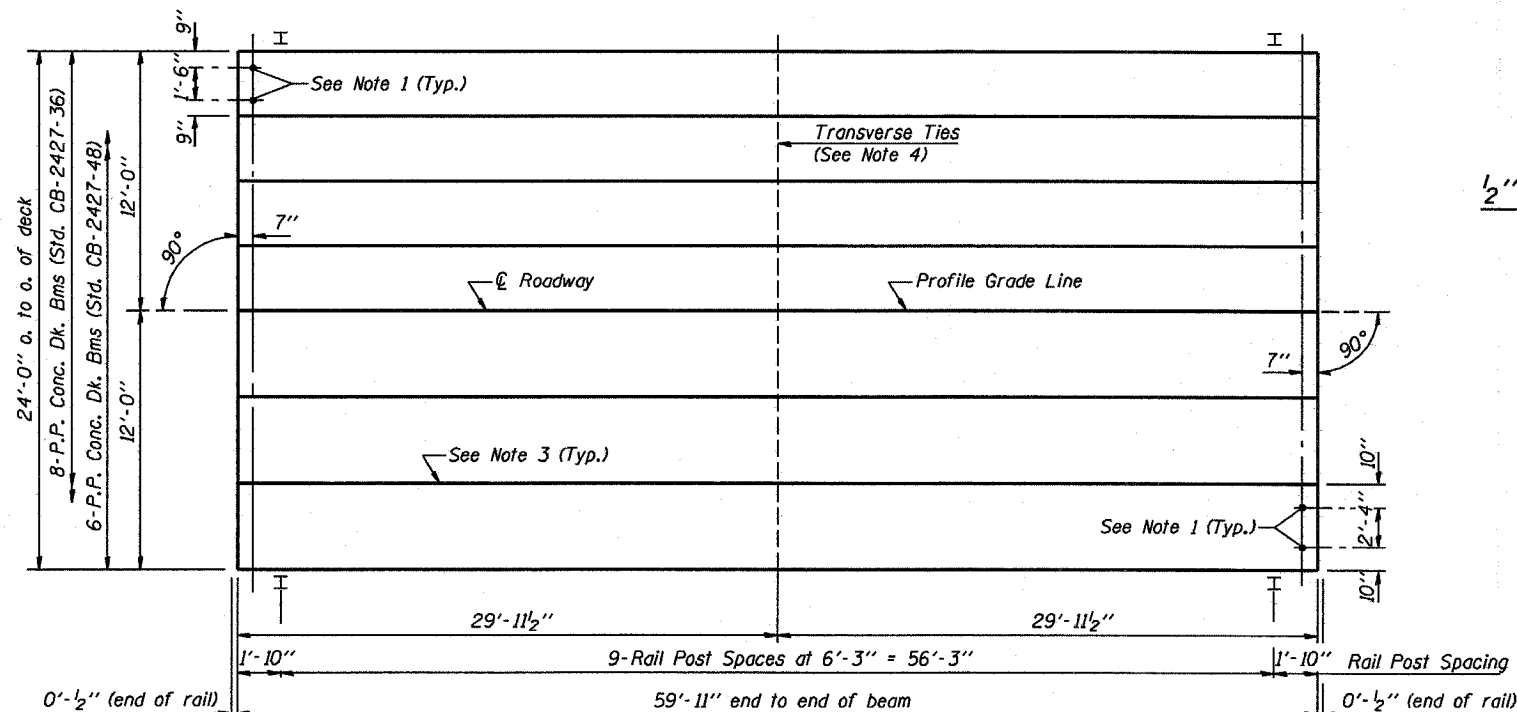 9"
1'-6"
9"
See Note 1 (Typ.)
Transverse Ties
(See Note 4)
1/2"
24'-0" o. to o. of deck
8-P.P. Conc. Dk. Bms (Std. CB-2427-36)
6-P.P. Conc. Dk. Bms (Std. CB-2427-48)
12'-0"
12'-0"
90°
7"
℄ Roadway
Profile Grade Line
7"
90°
See Note 3 (Typ.)
10"
2'-4"
10"
See Note 1 (Typ.)
29'-11 1/2"
29'-11 1/2"
1'-10"
9-Rail Post Spaces at 6'-3" = 56'-3"
1'-10"
Rail Post Spacing
0'-1/2" (end of rail)
59'-11" end to end of beam
0'-1/2" (end of rail)